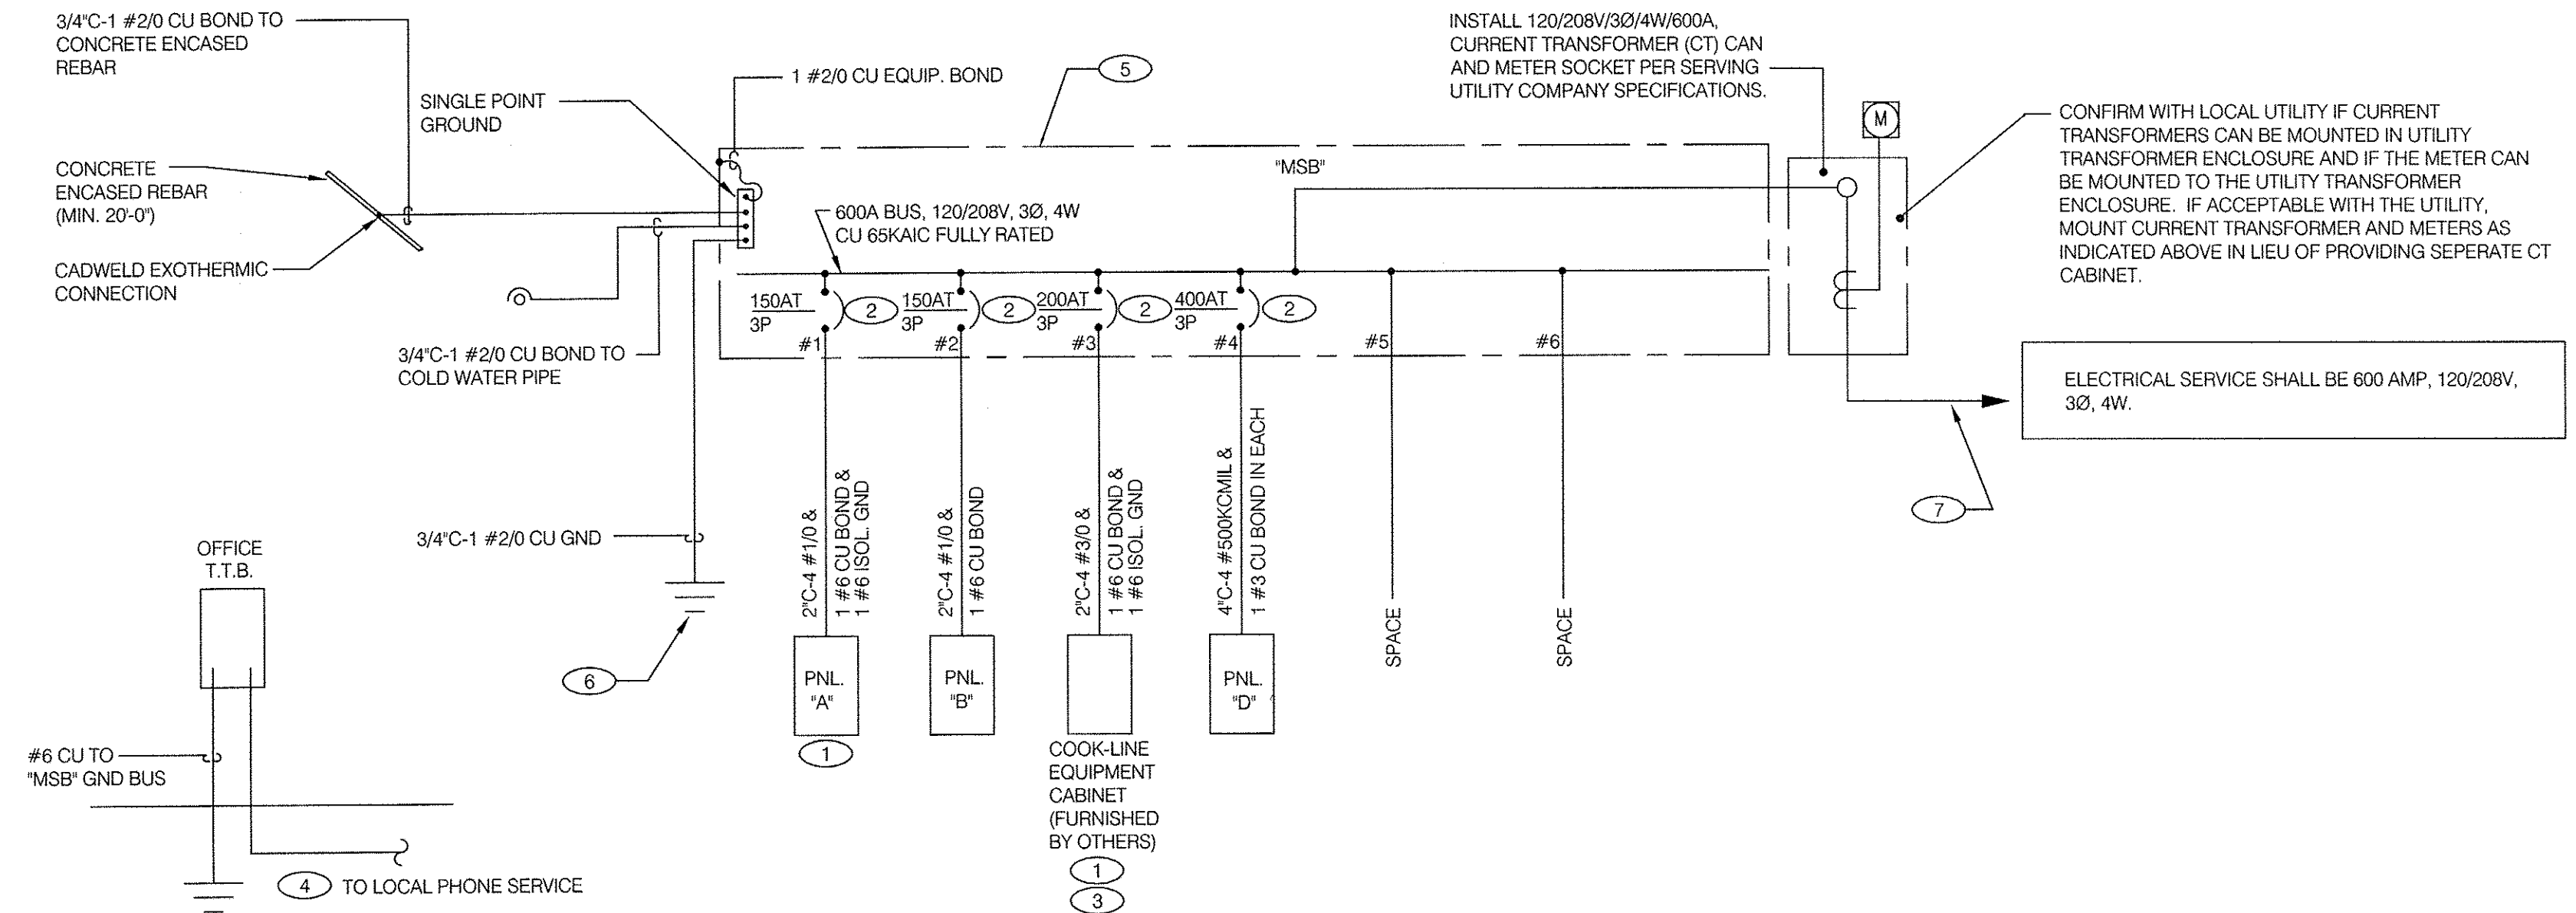 3/4"C-1 #2/0 CU BOND TO
CONCRETE ENCASED
REBAR
CONCRETE
ENCASED REBAR
(MIN. 20'-0")
CADWELD EXOTHERMIC
CONNECTION
SINGLE POINT
GROUND
1 #2/0 CU EQUIP. BOND
5
"MSB"
INSTALL 120/208V/3Ø/4W/600A,
CURRENT TRANSFORMER (CT) CAN
AND METER SOCKET PER SERVING
UTILITY COMPANY SPECIFICATIONS.
M
CONFIRM WITH LOCAL UTILITY IF CURRENT
TRANSFORMERS CAN BE MOUNTED IN UTILITY
TRANSFORMER ENCLOSURE AND IF THE METER CAN
BE MOUNTED TO THE UTILITY TRANSFORMER
ENCLOSURE. IF ACCEPTABLE WITH THE UTILITY,
MOUNT CURRENT TRANSFORMER AND METERS AS
INDICATED ABOVE IN LIEU OF PROVIDING SEPERATE CT
CABINET.
600A BUS, 120/208V, 3Ø, 4W
CU 65KAIC FULLY RATED
150AT
3P
2
#1
150AT
3P
2
#2
200AT
3P
2
#3
400AT
3P
2
#4
#5
#6
3/4"C-1 #2/0 CU BOND TO
COLD WATER PIPE
ELECTRICAL SERVICE SHALL BE 600 AMP, 120/208V,
3Ø, 4W.
7
3/4"C-1 #2/0 CU GND
6
2"C-4 #1/0 &
1 #6 CU BOND &
1 #6 ISOL. GND
2"C-4 #1/0 &
1 #6 CU BOND
2"C-4 #3/0 &
1 #6 CU BOND &
1 #6 ISOL. GND
4"C-4 #500KCMIL &
1 #3 CU BOND IN EACH
SPACE
SPACE
PNL.
"A"
1
PNL.
"B"
COOK-LINE
EQUIPMENT
CABINET
(FURNISHED
BY OTHERS)
1
3
PNL.
"D"
OFFICE
T.T.B.
#6 CU TO
"MSB" GND BUS
4
TO LOCAL PHONE SERVICE